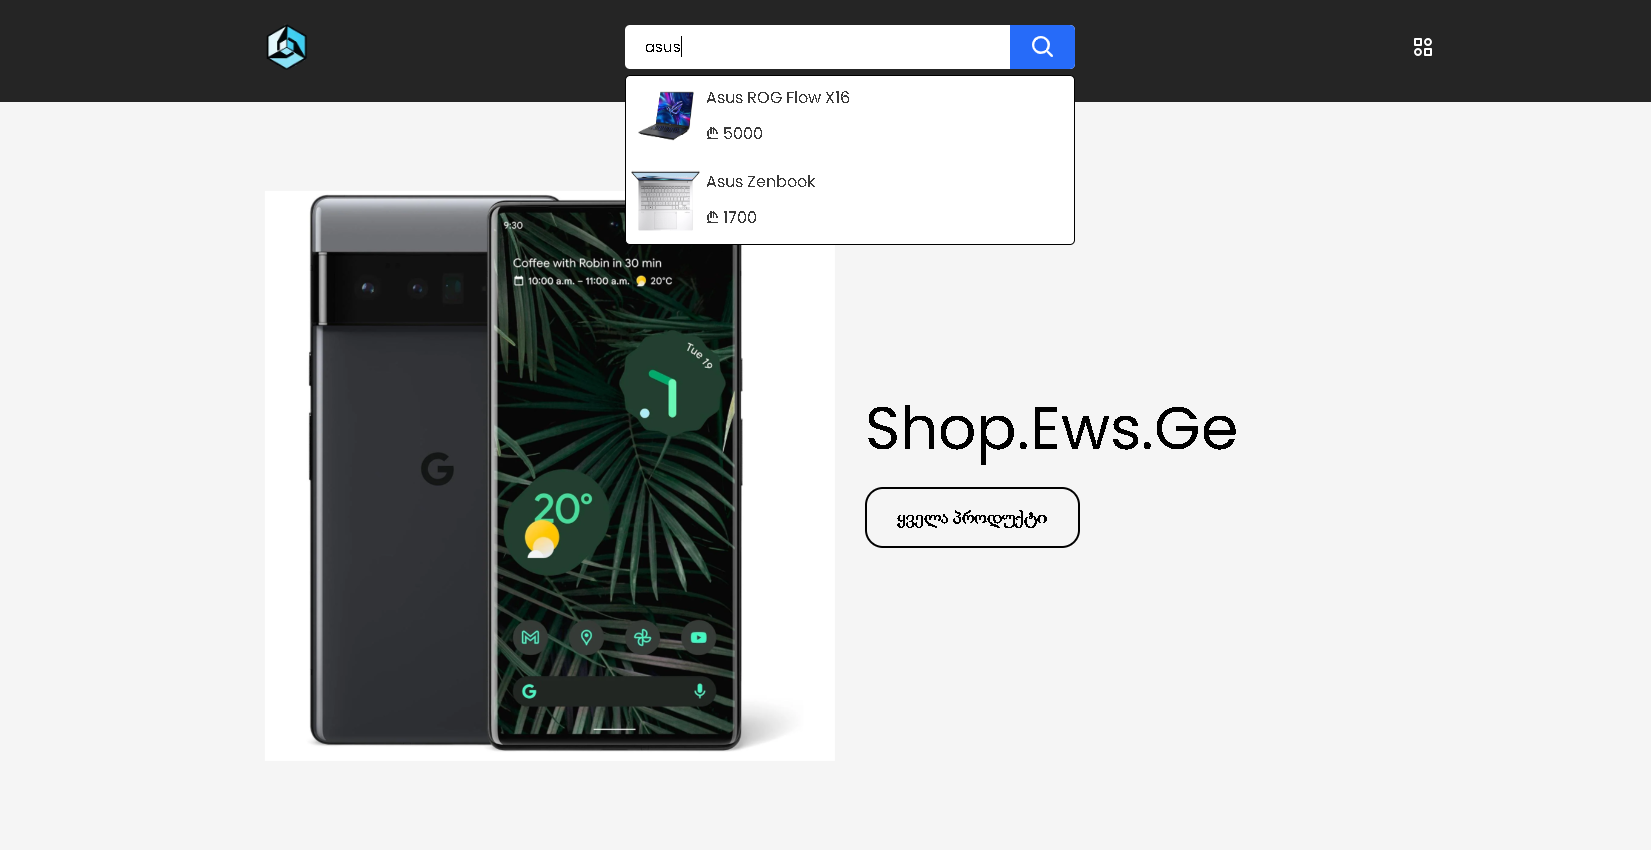 asus
Asus ROG Flow X16
₾ 5000
Asus Zenbook
₾ 1700
9:30
Coffee with Robin in 30 min
10:00 a.m. – 11:00 a.m. 20°C
Tue 19
20°
Shop.Ews.Ge
ყველა პროდუქტი